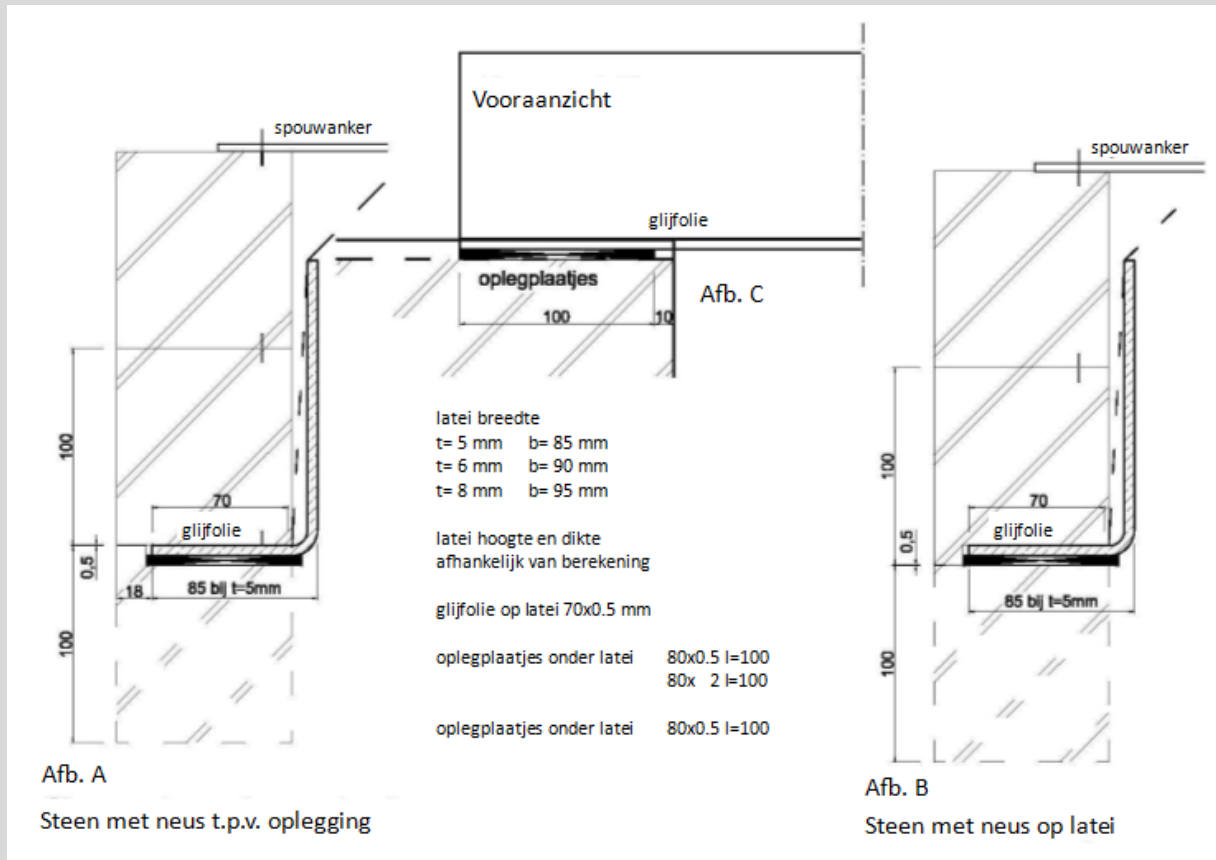 Vooraanzicht
spouwanker
glijfolie
oplegplaatjes
100
10
Afb. C
100
70
glijfolie
0,5
18
85 bij t=5mm
100
Afb. A
Steen met neus t.p.v. oplegging
latei breedte
t= 5 mm b= 85 mm
t= 6 mm b= 90 mm
t= 8 mm b= 95 mm
latei hoogte en dikte
afhankelijk van berekening
glijfolie op latei 70x0.5 mm
oplegplaatjes onder latei 80x0.5 l=100
80x 2 l=100
oplegplaatjes onder latei 80x0.5 l=100
spouwanker
100
70
glijfolie
0,5
85 bij t=5mm
100
Afb. B
Steen met neus op latei